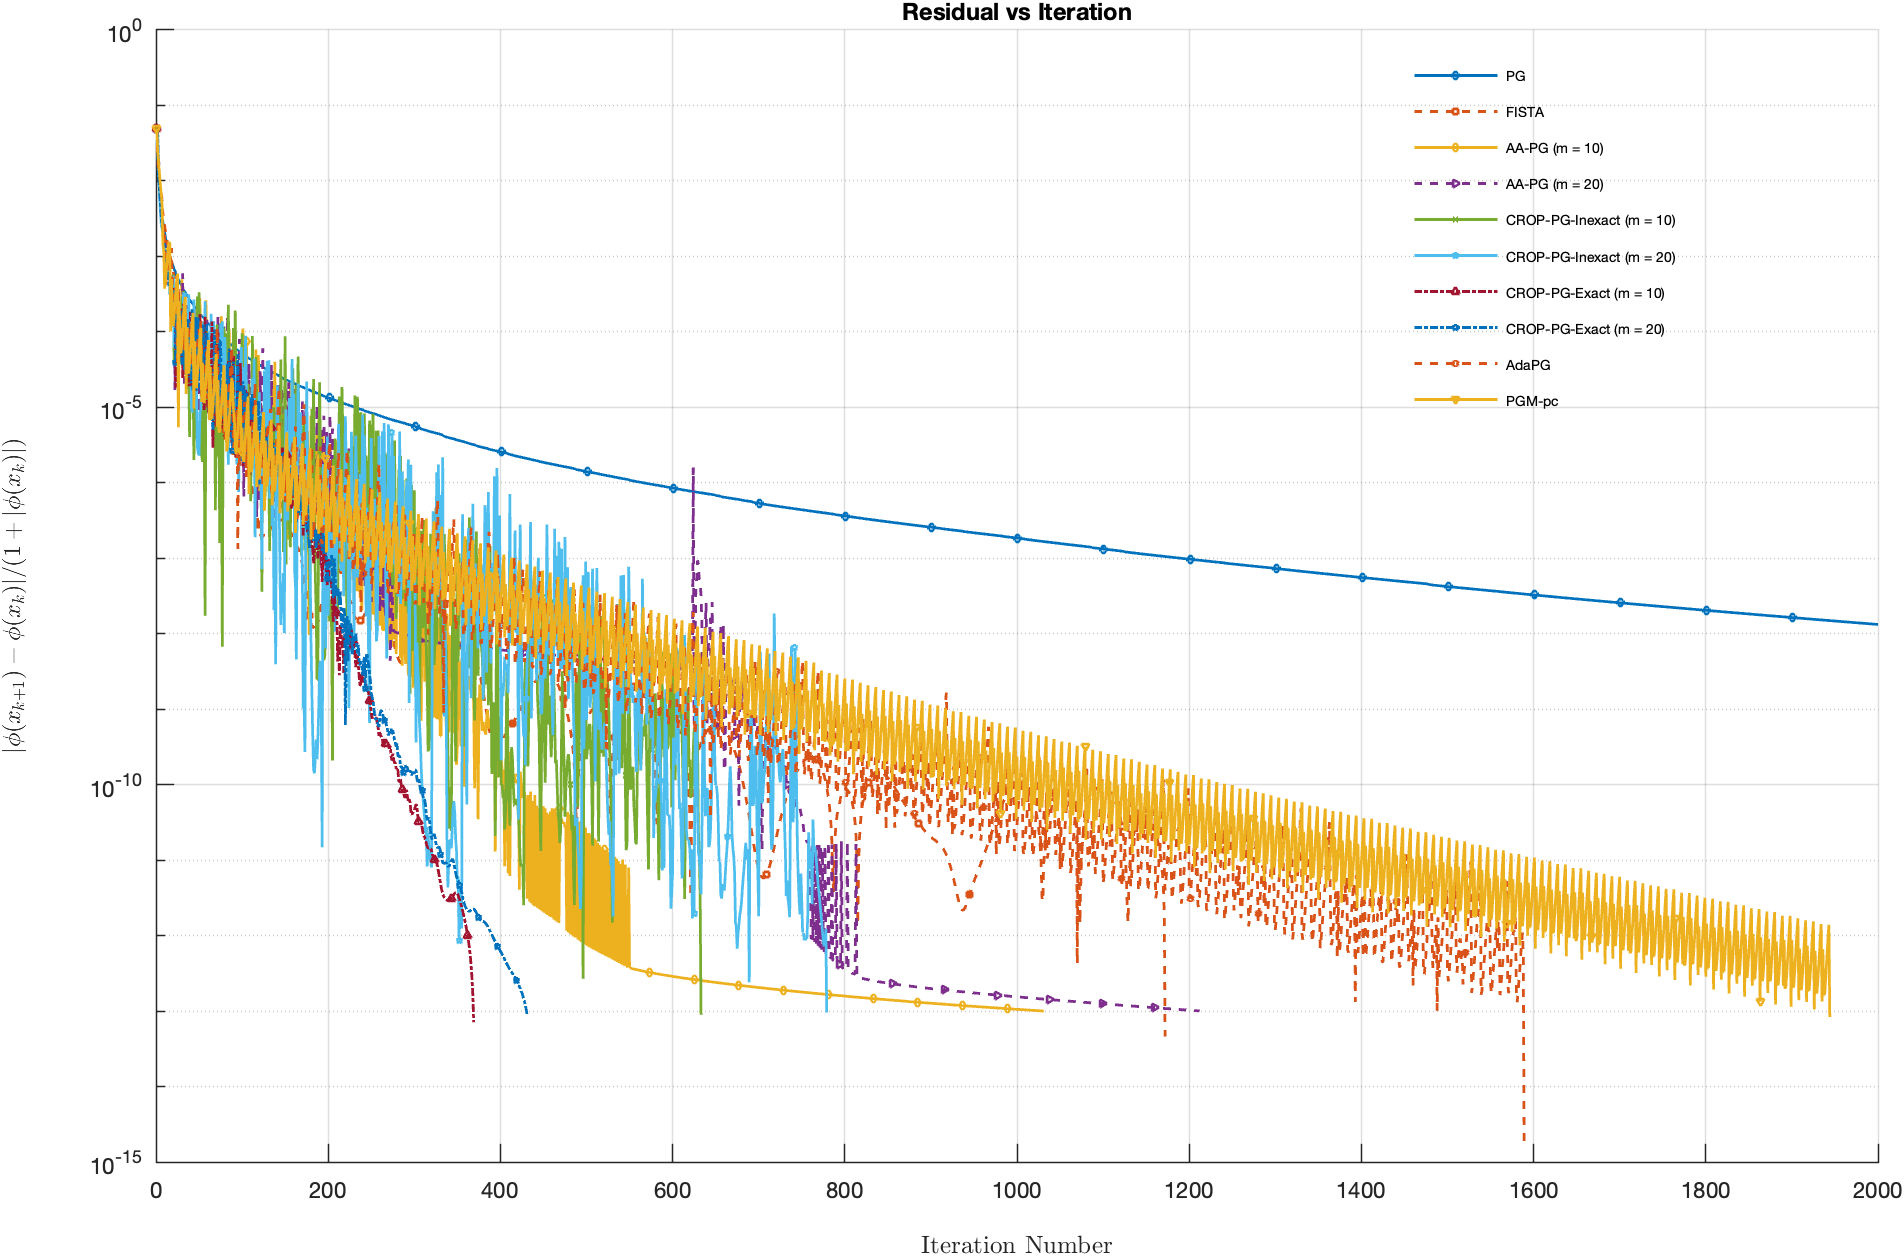 Residual vs Iteration
10^0
10^-5
10^-10
10^-15
|ϕ(x_{k+1}) − ϕ(x_k)|/(1 + |ϕ(x_k)|)
PG
FISTA
AA-PG (m = 10)
AA-PG (m = 20)
CROP-PG-Inexact (m = 10)
CROP-PG-Inexact (m = 20)
CROP-PG-Exact (m = 10)
CROP-PG-Exact (m = 20)
AdaPG
PGM-pc
0 200 400 600 800 1000 1200 1400 1600 1800 2000
Iteration Number